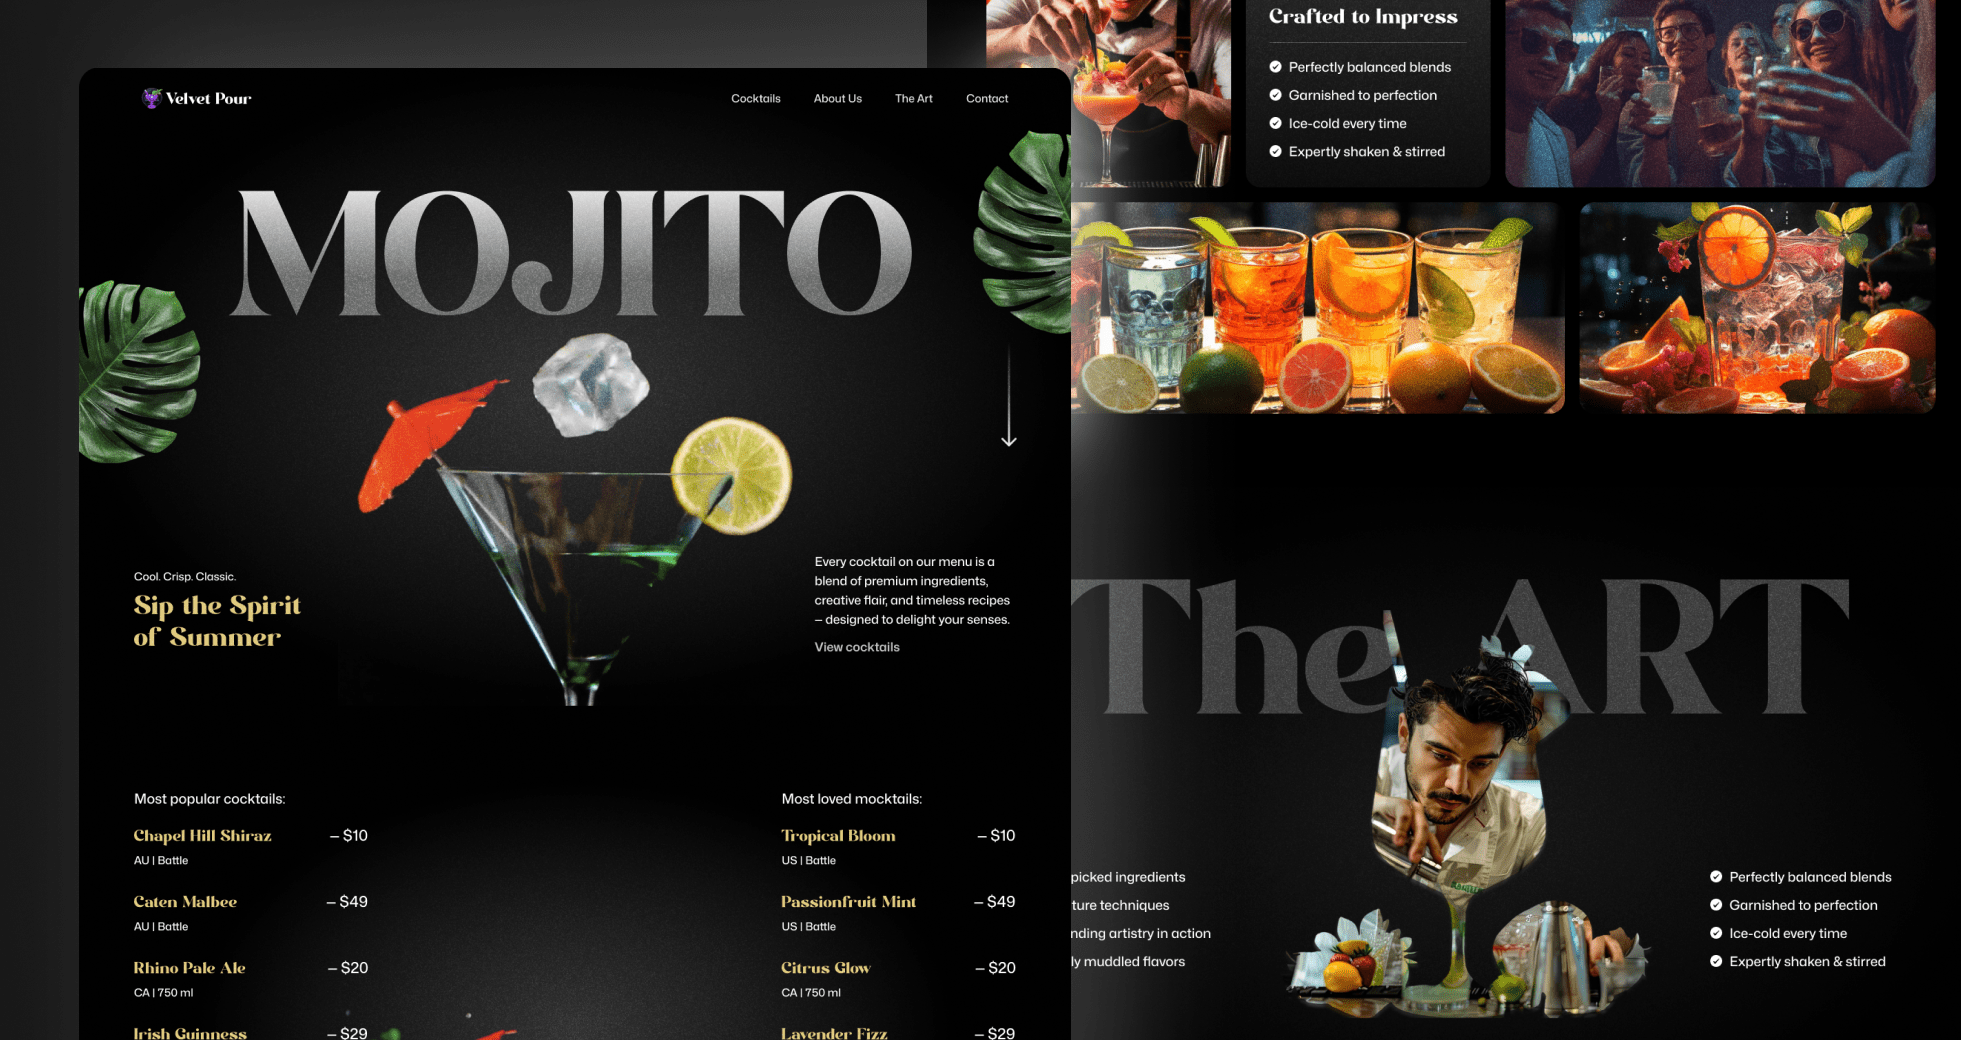 Velvet Pour
Cocktails
About Us
The Art
Contact
MOJITO
Cool. Crisp. Classic.
Sip the Spirit
of Summer
Every cocktail on our menu is a
blend of premium ingredients,
creative flair, and timeless recipes
– designed to delight your senses.
View cocktails
Most popular cocktails:
Chapel Hill Shiraz – $10
AU | Battle
Caten Malbee – $49
AU | Battle
Rhino Pale Ale – $20
CA | 750 ml
Irish Guinness – $29
Most loved mocktails:
Tropical Bloom – $10
US | Battle
Passionfruit Mint – $49
US | Battle
Citrus Glow – $20
CA | 750 ml
Lavender Fizz – $29
Crafted to Impress
Perfectly balanced blends
Garnished to perfection
Ice-cold every time
Expertly shaken & stirred
The ART
picked ingredients
ture techniques
nding artistry in action
ly muddled flavors
Perfectly balanced blends
Garnished to perfection
Ice-cold every time
Expertly shaken & stirred